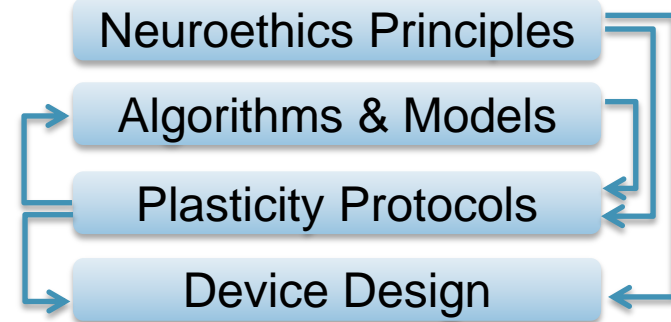 Neuroethics Principles
Algorithms & Models
Plasticity Protocols
Device Design